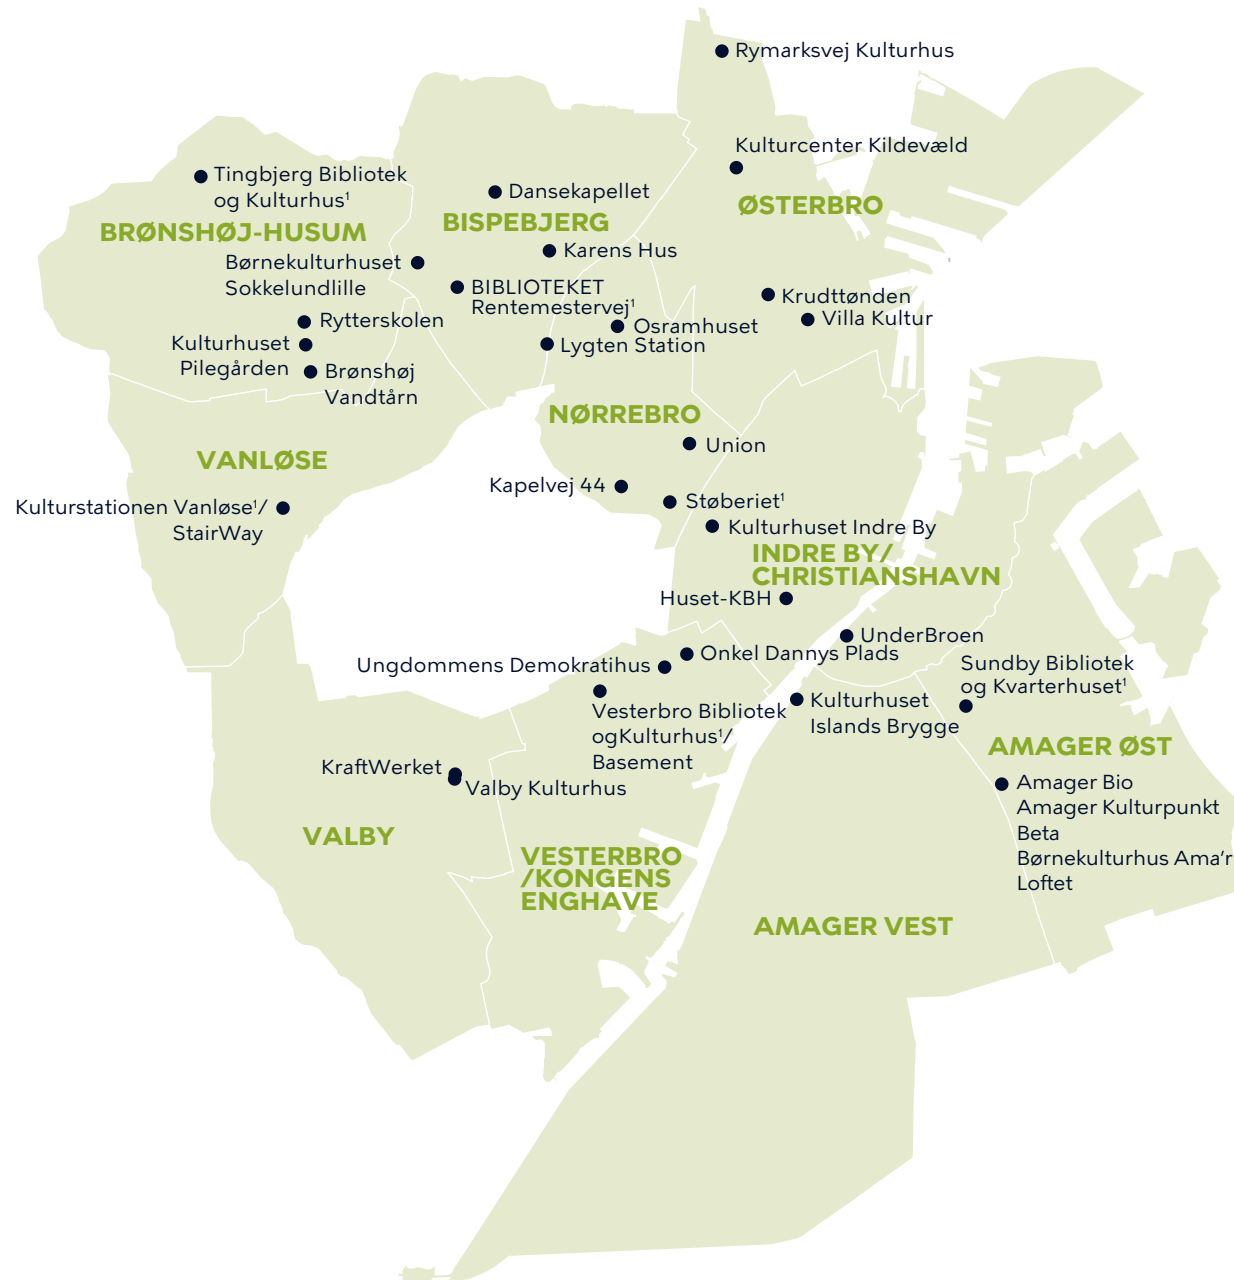 Rymarksvej Kulturhus
Kulturcenter Kildevæld
ØSTERBRO
Tingbjerg Bibliotek
og Kulturhus¹
BRØNSHØJ-HUSUM
Dansekapellet
BISPEBJERG
Karens Hus
Børnekulturhuset
Sokkelundlille
BIBLIOTEKET
Rentemestervej¹
Krudttønden
Villa Kultur
Rytterskolen
Osramhuset
Lygten Station
Kulturhuset
Pilegården
Brønshøj
Vandtårn
NØRREBRO
Union
VANLØSE
Kapelvej 44
Støberiet¹
Kulturstationen Vanløse¹/
StairWay
Kulturhuset Indre By
INDRE BY/
CHRISTIANSHAVN
Huset-KBH
UnderBroen
Onkel Dannys Plads
Ungdommens Demokratihus
Sundby Bibliotek
og Kvarterhuset¹
Vesterbro Bibliotek
ogKulturhus¹/
Basement
Kulturhuset
Islands Brygge
AMAGER ØST
KraftWerket
Valby Kulturhus
Amager Bio
Amager Kulturpunkt
Beta
Børnekulturhus Ama'r
Loftet
VALBY
VESTERBRO
/KONGENS
ENGHAVE
AMAGER VEST